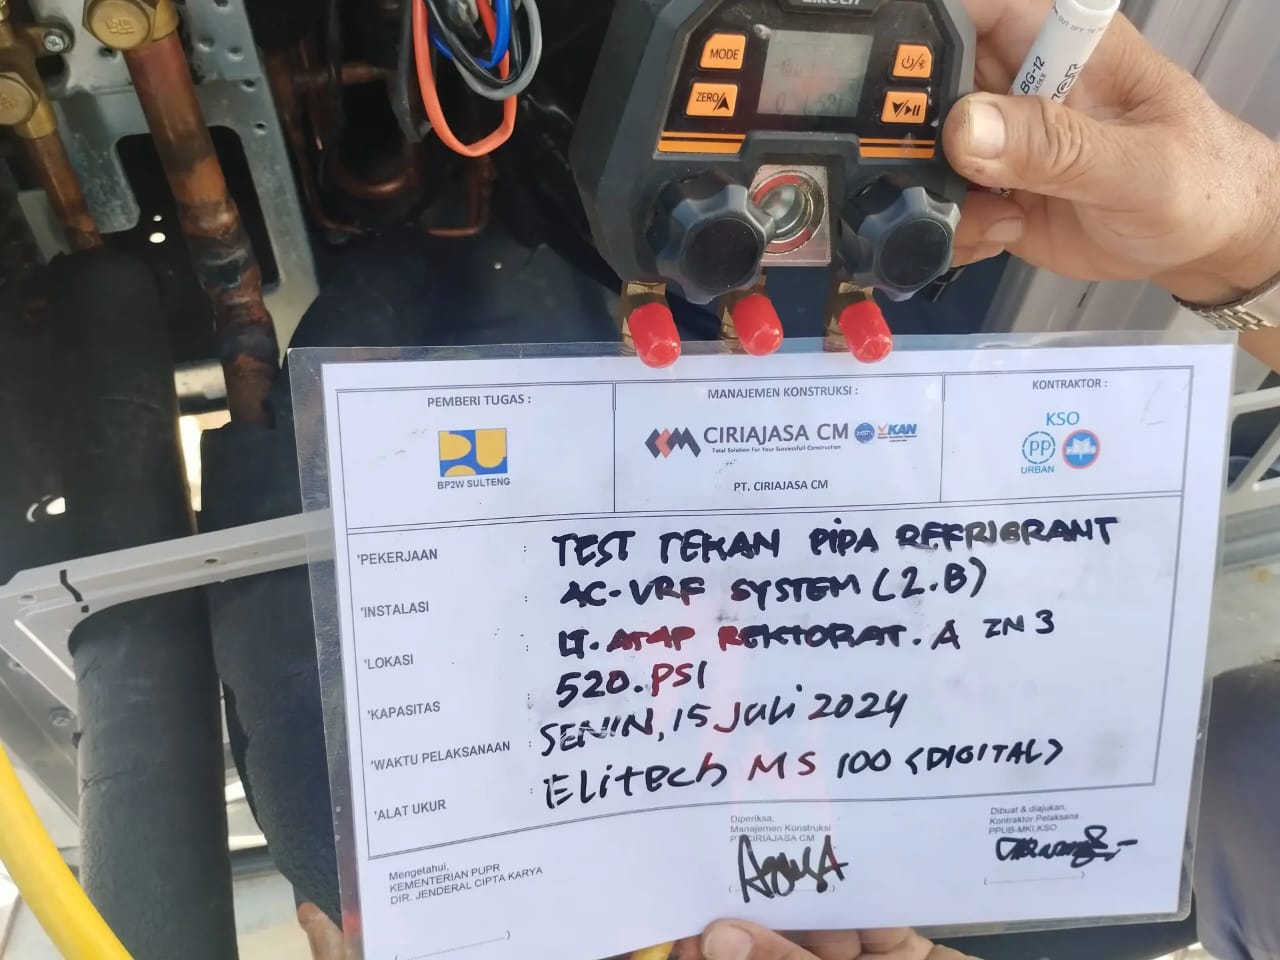 Elitech
MODE
ZERO/
BG-12
JAPAN
PEMBERI TUGAS :
BP2W SULTENG
MANAJEMEN KONSTRUKSI :
CIRIAJASA CM
Total Solution For Your Successfull Construction
KAN
PT. CIRIAJASA CM
KONTRAKTOR :
KSO
PP
URBAN
'PEKERJAAN : TEST TEKAN PIPA REFRIGRANT
'INSTALASI : AC-VRF SYSTEM (2.B)
'LOKASI : LT. ATAP REKTORAT. A ZN 3
'KAPASITAS : 520.PSI
'WAKTU PELAKSANAAN : SENIN, 15 Juli 2024
'ALAT UKUR : Elitech MS 100 <DIGITAL>
Mengetahui,
KEMENTERIAN PUPR
DIR. JENDERAL CIPTA KARYA
Diperiksa,
Manajemen Konstruksi
PT. CIRIAJASA CM
Dibuat & diajukan,
Kontraktor Pelaksana
PPUB-MKI,KSO